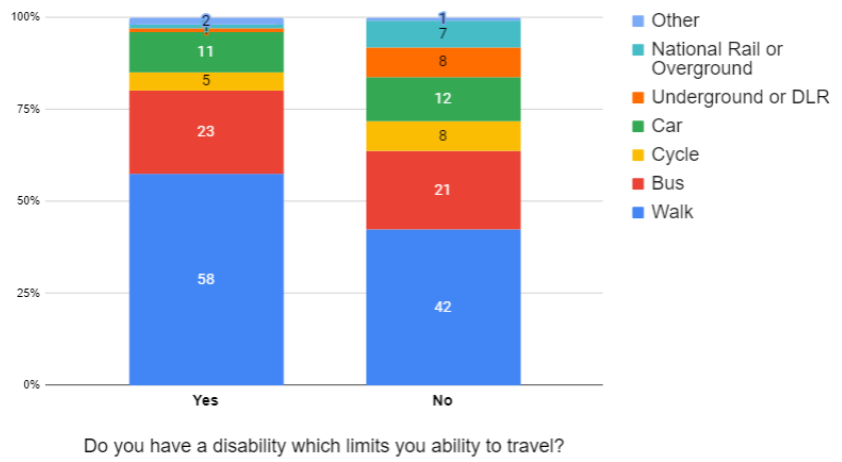 100%
75%
50%
25%
0%
2
11
5
23
58
1
7
8
12
8
21
42
Yes
No
Do you have a disability which limits you ability to travel?
Other
National Rail or
Overground
Underground or DLR
Car
Cycle
Bus
Walk